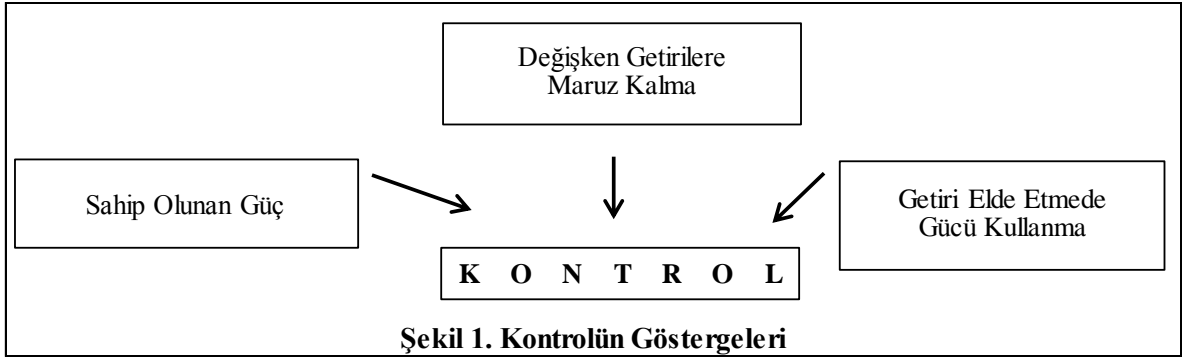 Değişken Getirilere
Maruz Kalma
Sahip Olunan Güç
Getiri Elde Etmede
Gücü Kullanma
K O N T R O L
Şekil 1. Kontrolün Göstergeleri